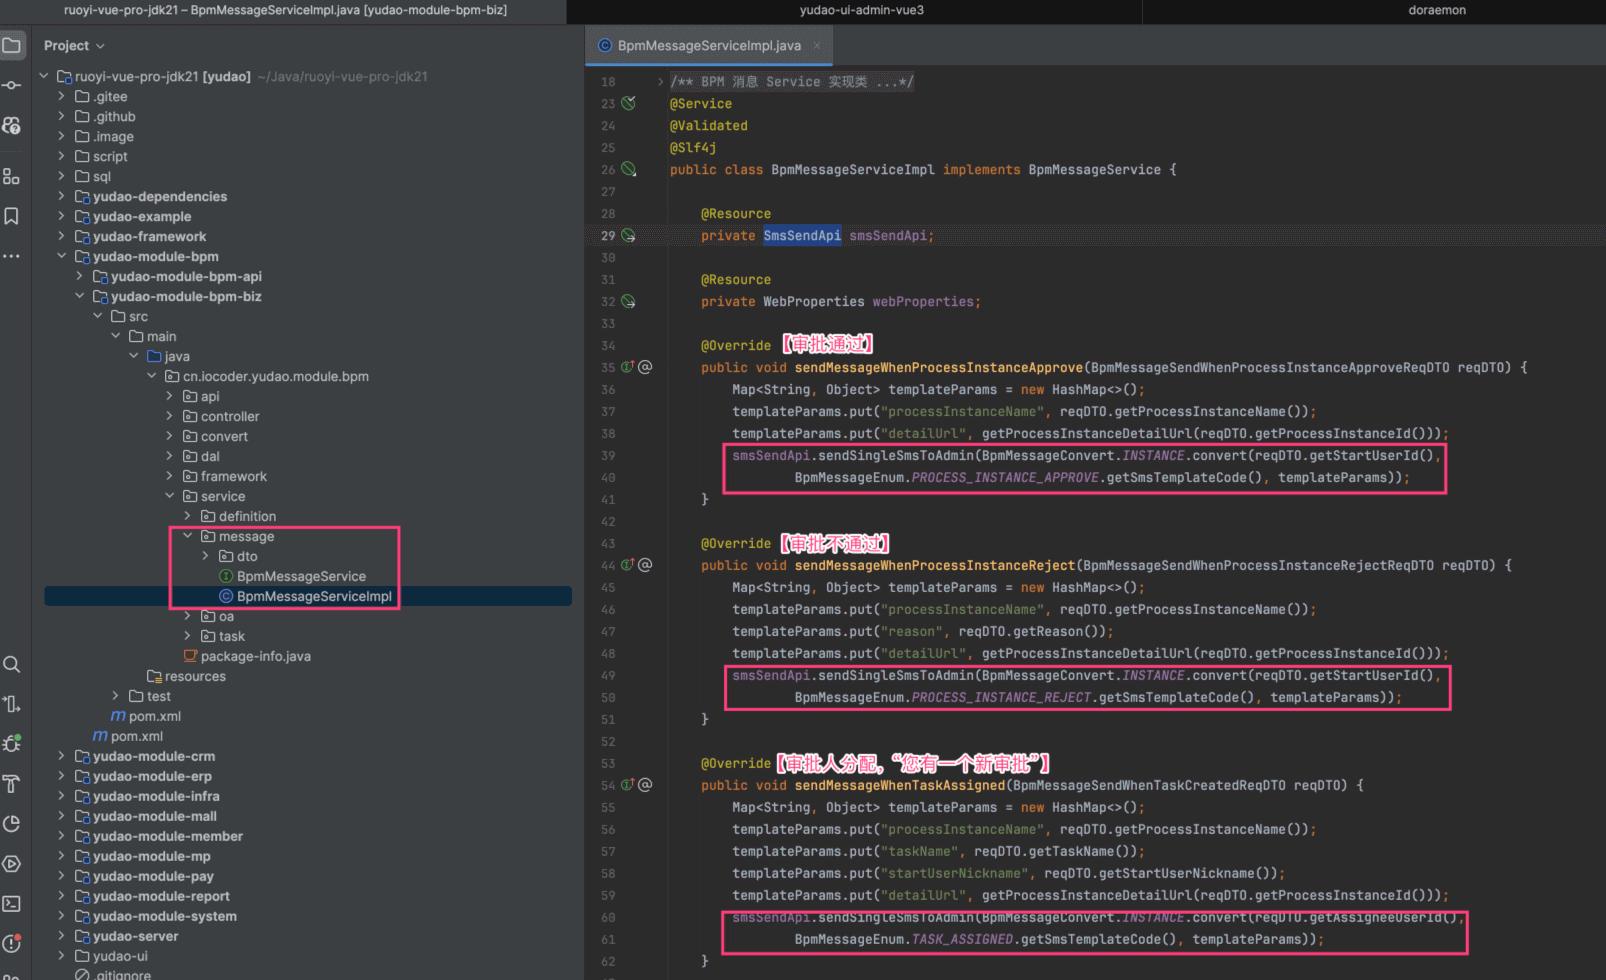 ruoyi-vue-pro-jdk21 – BpmMessageServiceImpl.java [yudao-module-bpm-biz]
yudao-ui-admin-vue3
doraemon
Project
ruoyi-vue-pro-jdk21 [yudao] ~/Java/ruoyi-vue-pro-jdk21
.gitee
.github
.image
script
sql
yudao-dependencies
yudao-example
yudao-framework
yudao-module-bpm
yudao-module-bpm-api
yudao-module-bpm-biz
src
main
java
cn.iocoder.yudao.module.bpm
api
controller
convert
dal
framework
service
definition
message
dto
BpmMessageService
BpmMessageServiceImpl
oa
task
package-info.java
resources
test
pom.xml
pom.xml
yudao-module-crm
yudao-module-erp
yudao-module-infra
yudao-module-mall
yudao-module-member
yudao-module-mp
yudao-module-pay
yudao-module-report
yudao-module-system
yudao-server
yudao-ui
.gitignore
BpmMessageServiceImpl.java
18 /** BPM 消息 Service 实现类 ...*/
23 @Service
24 @Validated
25 @Slf4j
26 public class BpmMessageServiceImpl implements BpmMessageService {
27
28 @Resource
29 private SmsSendApi smsSendApi;
30
31 @Resource
32 private WebProperties webProperties;
33
34 @Override 【审批通过】
35 public void sendMessageWhenProcessInstanceApprove(BpmMessageSendWhenProcessInstanceApproveReqDTO reqDTO) {
36 Map<String, Object> templateParams = new HashMap<>();
37 templateParams.put("processInstanceName", reqDTO.getProcessInstanceName());
38 templateParams.put("detailUrl", getProcessInstanceDetailUrl(reqDTO.getProcessInstanceId()));
39 smsSendApi.sendSingleSmsToAdmin(BpmMessageConvert.INSTANCE.convert(reqDTO.getStartUserId(),
40 BpmMessageEnum.PROCESS_INSTANCE_APPROVE.getSmsTemplateCode(), templateParams));
41 }
42
43 @Override 【审批不通过】
44 public void sendMessageWhenProcessInstanceReject(BpmMessageSendWhenProcessInstanceRejectReqDTO reqDTO) {
45 Map<String, Object> templateParams = new HashMap<>();
46 templateParams.put("processInstanceName", reqDTO.getProcessInstanceName());
47 templateParams.put("reason", reqDTO.getReason());
48 templateParams.put("detailUrl", getProcessInstanceDetailUrl(reqDTO.getProcessInstanceId()));
49 smsSendApi.sendSingleSmsToAdmin(BpmMessageConvert.INSTANCE.convert(reqDTO.getStartUserId(),
50 BpmMessageEnum.PROCESS_INSTANCE_REJECT.getSmsTemplateCode(), templateParams));
51 }
52
53 @Override【审批人分配，“您有一个新审批”】
54 public void sendMessageWhenTaskAssigned(BpmMessageSendWhenTaskCreatedReqDTO reqDTO) {
55 Map<String, Object> templateParams = new HashMap<>();
56 templateParams.put("processInstanceName", reqDTO.getProcessInstanceName());
57 templateParams.put("taskName", reqDTO.getTaskName());
58 templateParams.put("startUserNickname", reqDTO.getStartUserNickname());
59 templateParams.put("detailUrl", getProcessInstanceDetailUrl(reqDTO.getProcessInstanceId()));
60 smsSendApi.sendSingleSmsToAdmin(BpmMessageConvert.INSTANCE.convert(reqDTO.getAssigneeUserId(),
61 BpmMessageEnum.TASK_ASSIGNED.getSmsTemplateCode(), templateParams));
62 }